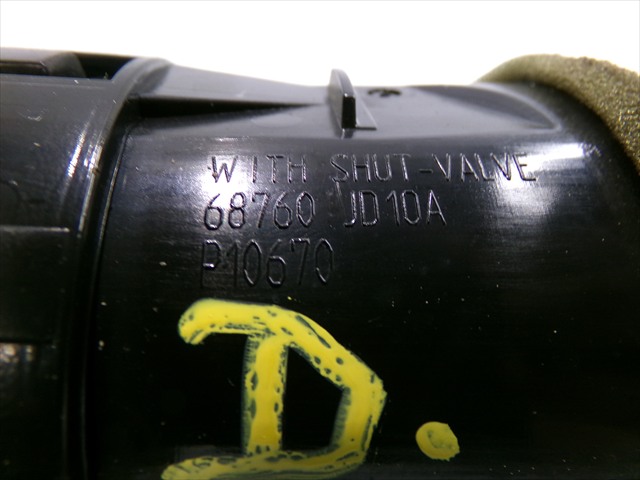 WITH SHUT-VALVE
68760 JD10A
P10670
D.